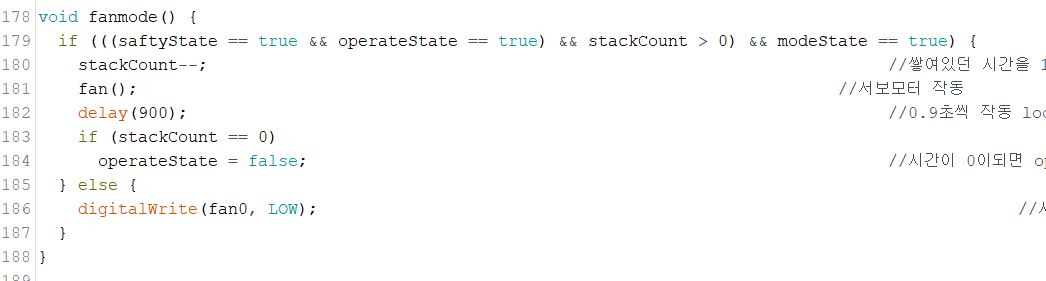 178 void fanmode() {
179 if (((saftyState == true && operateState == true) && stackCount > 0) && modeState == true) {
180 stackCount--; //쌓여있던 시간을 1
181 fan(); //서보모터 작동
182 delay(900); //0.9초씩 작동 loo
183 if (stackCount == 0)
184 operateState = false; //시간이 0이되면 op
185 } else {
186 digitalWrite(fan0, LOW); //
187 }
188 }
189